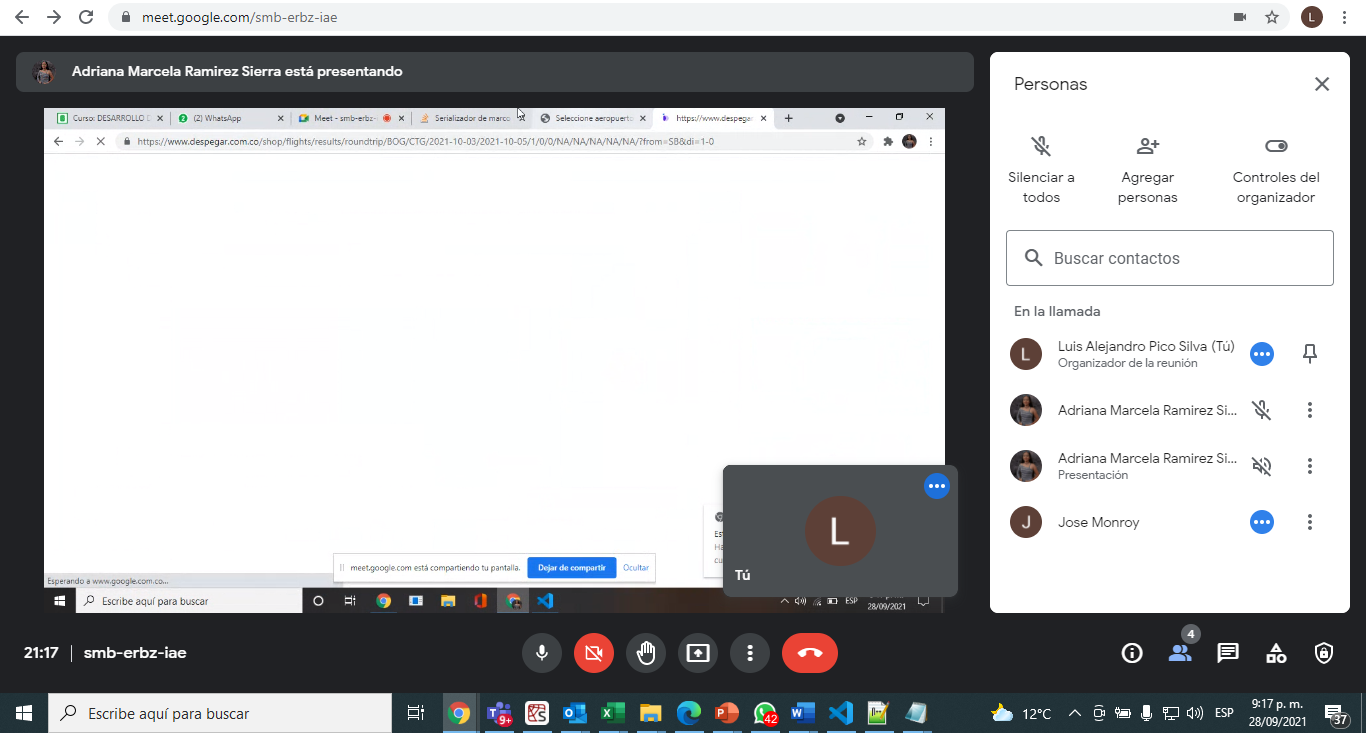 meet.google.com/smb-erbz-iae
L
Adriana Marcela Ramirez Sierra está presentando
Curso: DESARROLLO
(2) WhatsApp
Meet - smb-erbz-
Serializador de marco
Seleccione aeropuerto
https://www.despegar
https://www.despegar.com.co/shop/flights/results/roundtrip/BOG/CTG/2021-10-03/2021-10-05/1/0/0/NA/NA/NA/NA/NA/?from=SB&di=1-0
Esperando a www.google.com.co...
meet.google.com está compartiendo tu pantalla.
Dejar de compartir
Ocultar
L
Tú
Escribe aquí para buscar
ESP
28/09/2021
Personas
Silenciar a
todos
Agregar
personas
Controles del
organizador
Buscar contactos
En la llamada
L
Luis Alejandro Pico Silva (Tú)
Organizador de la reunión
Adriana Marcela Ramirez Si...
Adriana Marcela Ramirez Si...
Presentación
J
Jose Monroy
21:17
smb-erbz-iae
4
Escribe aquí para buscar
9+
42
12°C
ESP
9:17 p. m.
28/09/2021
37